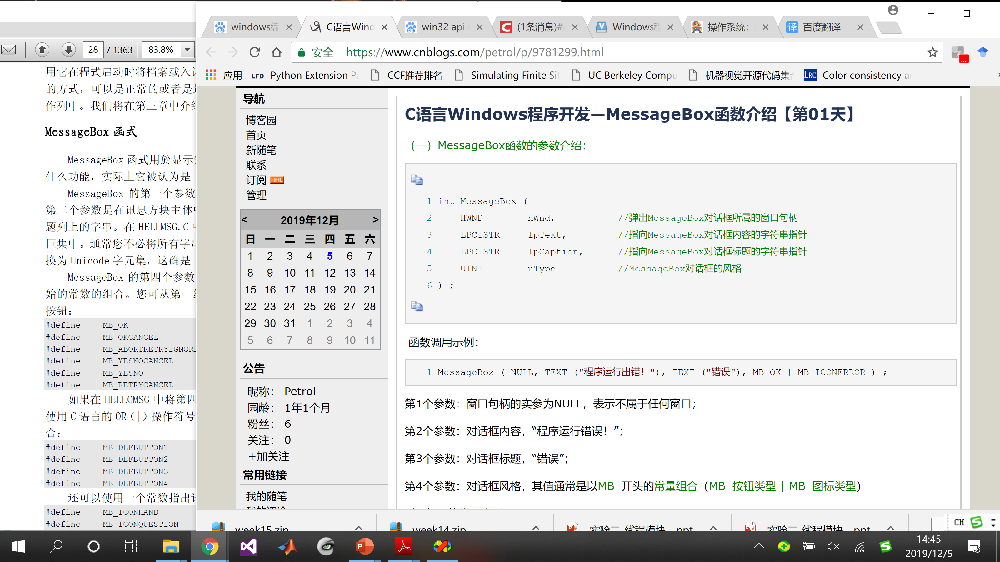 windows编
C语言Wind
win32 api
(1条消息)#
Windows程
操作系统:
百度翻译
28 / 1363 83.8%
安全 https://www.cnblogs.com/petrol/p/9781299.html
应用 LFD Python Extension Pa CCF推荐排名 Simulating Finite Sit UC Berkeley Compu 机器视觉开源代码集合 LRC Color consistency a
用它在程式启动时将档案载入
的方式，可以是正常的或者是
作列中。我们将在第三章中介绍
MessageBox 函式
MessageBox 函式用於显示
什么功能，实际上它被认为是一
MessageBox 的第一个参数
第二个参数是在讯息方块主体中
题列上的字串。在 HELLMSG.C 中
巨集中。通常您不必将所有字串
换为 Unicode 字元集，这确是一
MessageBox 的第四个参数
始的常数的组合。您可从第一
按钮：
#define MB_OK
#define MB_OKCANCEL
#define MB_ABORTRETRYIGNORE
#define MB_YESNOCANCEL
#define MB_YESNO
#define MB_RETRYCANCEL
如果在 HELLOMSG 中将第四
使用 C 语言的 OR（|）操作符号
合：
#define MB_DEFBUTTON1
#define MB_DEFBUTTON2
#define MB_DEFBUTTON3
#define MB_DEFBUTTON4
还可以使用一个常数指出
#define MB_ICONHAND
#define MB_ICONQUESTION
导航
博客园
首页
新随笔
联系
订阅 XML
管理
< 2019年12月 >
日 一 二 三 四 五 六
1 2 3 4 5 6 7
8 9 10 11 12 13 14
15 16 17 18 19 20 21
22 23 24 25 26 27 28
29 30 31 1 2 3 4
5 6 7 8 9 10 11
公告
昵称： Petrol
园龄： 1年1个月
粉丝： 6
关注： 0
+加关注
常用链接
我的随笔
我的评论
C语言Windows程序开发—MessageBox函数介绍【第01天】
（一）MessageBox函数的参数介绍：
1 int MessageBox (
2 HWND hWnd, //弹出MessageBox对话框所属的窗口句柄
3 LPCTSTR lpText, //指向MessageBox对话框内容的字符串指针
4 LPCTSTR lpCaption, //指向MessageBox对话框标题的字符串指针
5 UINT uType //MessageBox对话框的风格
6 ) ;
函数调用示例：
1 MessageBox ( NULL, TEXT ("程序运行出错！"), TEXT ("错误"), MB_OK | MB_ICONERROR ) ;
第1个参数：窗口句柄的实参为NULL，表示不属于任何窗口；
第2个参数：对话框内容，“程序运行错误！”；
第3个参数：对话框标题，“错误”；
第4个参数：对话框风格，其值通常是以MB_开头的常量组合（MB_按钮类型 | MB_图标类型）
week15.zip
week14.zip
实验二 线程模块 .ppt
实验二 线程模块 .ppt
CH
14:45
2019/12/5